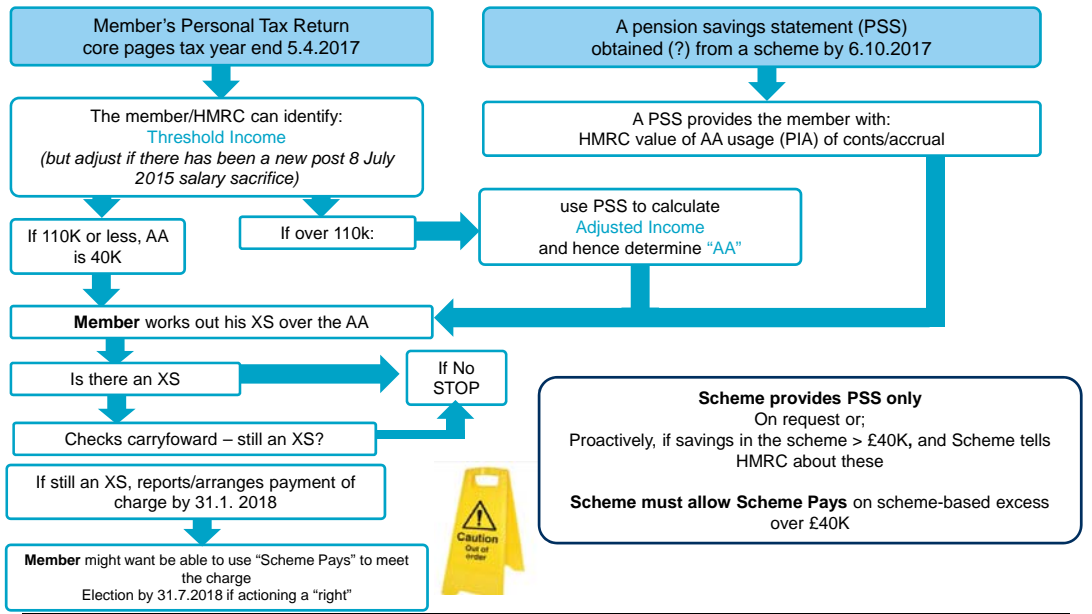 Member's Personal Tax Return
core pages tax year end 5.4.2017
A pension savings statement (PSS)
obtained (?) from a scheme by 6.10.2017
The member/HMRC can identify:
Threshold Income
(but adjust if there has been a new post 8 July
2015 salary sacrifice)
A PSS provides the member with:
HMRC value of AA usage (PIA) of conts/accrual
If 110K or less, AA
is 40K
If over 110k:
use PSS to calculate
Adjusted Income
and hence determine "AA"
Member works out his XS over the AA
Is there an XS
If No
STOP
Checks carryfoward – still an XS?
If still an XS, reports/arranges payment of
charge by 31.1. 2018
Member might want be able to use "Scheme Pays" to meet
the charge
Election by 31.7.2018 if actioning a "right"
Caution
Out of
order
Scheme provides PSS only
On request or;
Proactively, if savings in the scheme > £40K, and Scheme tells
HMRC about these
Scheme must allow Scheme Pays on scheme-based excess
over £40K